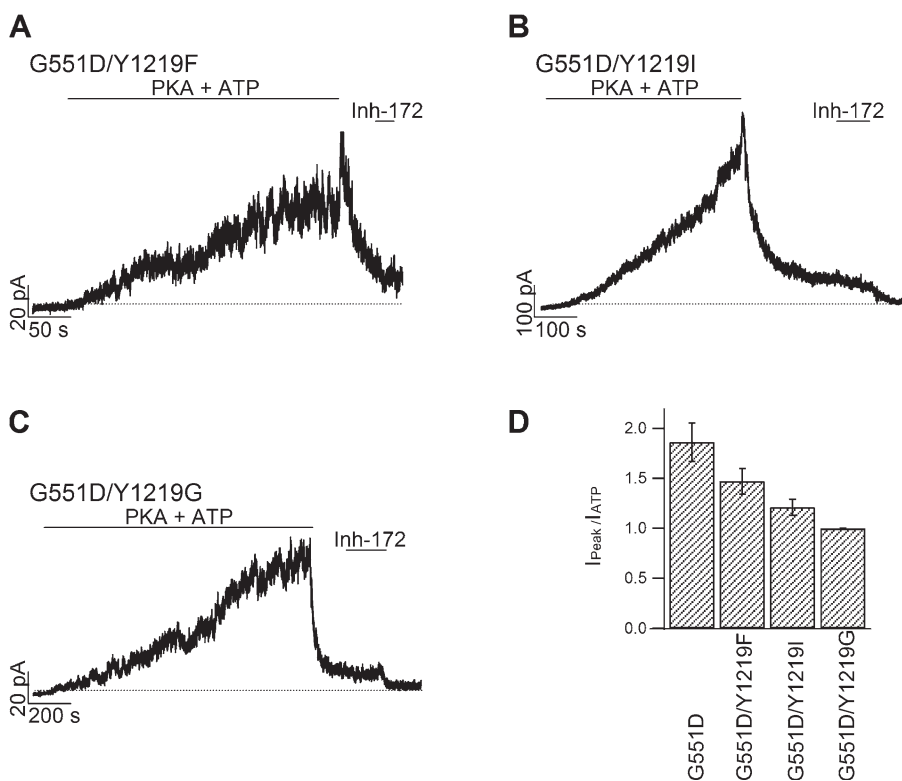 A
G551D/Y1219F
PKA + ATP
Inh-172
20 pA
50 s
B
G551D/Y1219I
PKA + ATP
Inh-172
100 pA
100 s
C
G551D/Y1219G
PKA + ATP
Inh-172
20 pA
200 s
D
IPeak/IATP
2.0
1.5
1.0
0.5
0.0
G551D
G551D/Y1219F
G551D/Y1219I
G551D/Y1219G